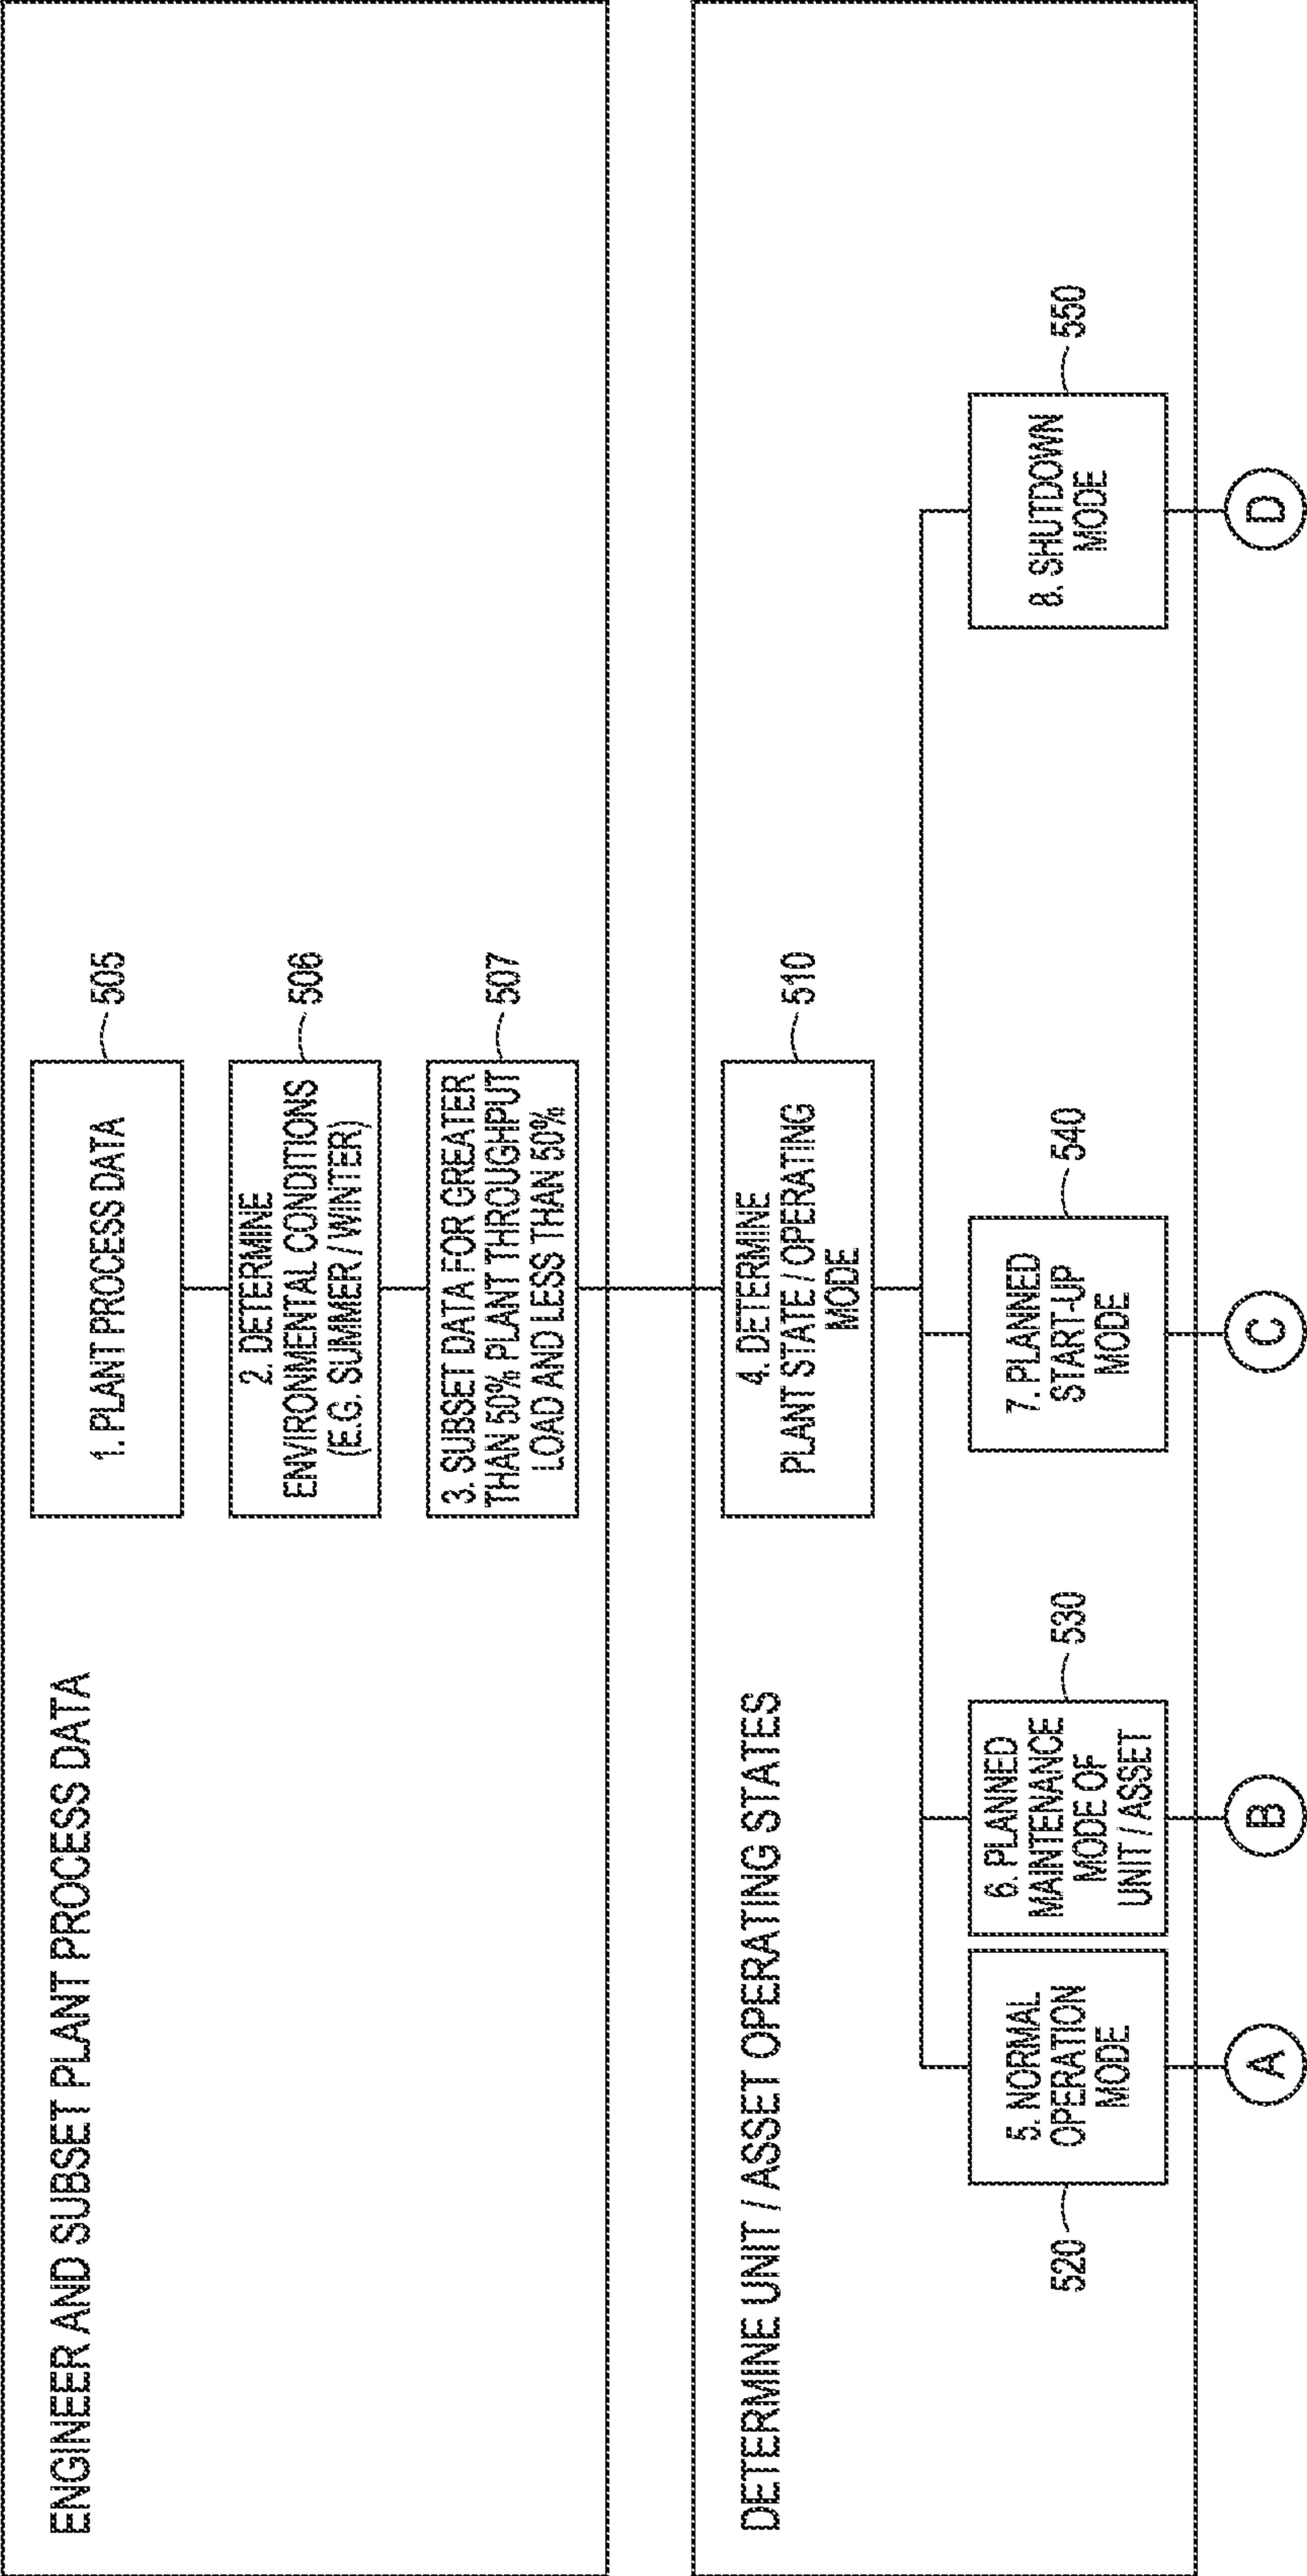 ENGINEER AND SUBSET PLANT PROCESS DATA
1. PLANT PROCESS DATA
505
2. DETERMINE
ENVIRONMENTAL CONDITIONS
(E.G. SUMMER / WINTER)
506
3. SUBSET DATA FOR GREATER
THAN 50% PLANT THROUGHPUT
LOAD AND LESS THAN 50%
507
DETERMINE UNIT / ASSET OPERATING STATES
4. DETERMINE
PLANT STATE / OPERATING
MODE
510
520
5. NORMAL
OPERATION
MODE
6. PLANNED
MAINTENANCE
MODE OF
UNIT / ASSET
530
7. PLANNED
START-UP
MODE
540
8. SHUTDOWN
MODE
550
A
B
C
D